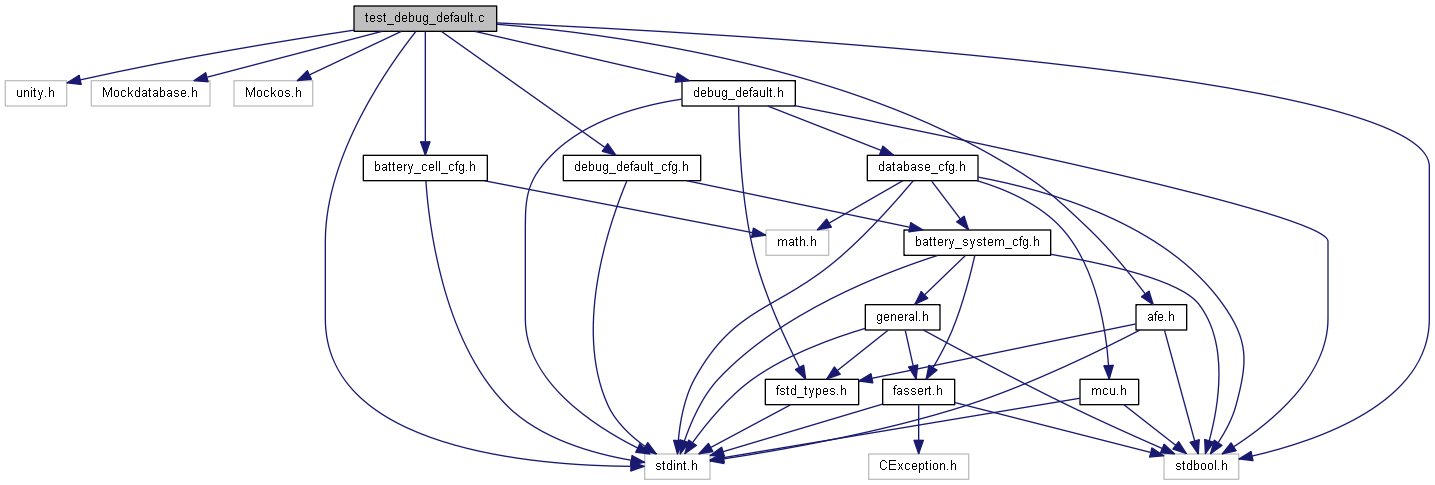 test_debug_default.c
unity.h
Mockdatabase.h
Mockos.h
debug_default.h
battery_cell_cfg.h
debug_default_cfg.h
database_cfg.h
math.h
battery_system_cfg.h
general.h
afe.h
fstd_types.h
fassert.h
mcu.h
stdint.h
CException.h
stdbool.h